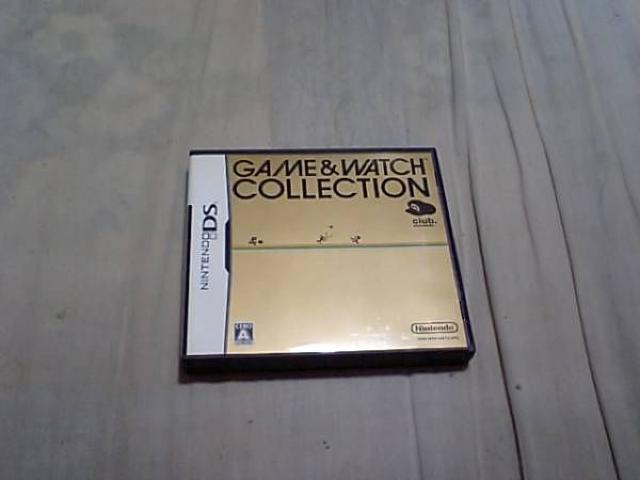 GAME & WATCH
COLLECTION
club.
NINTENDO DS
CERO
A
Nintendo